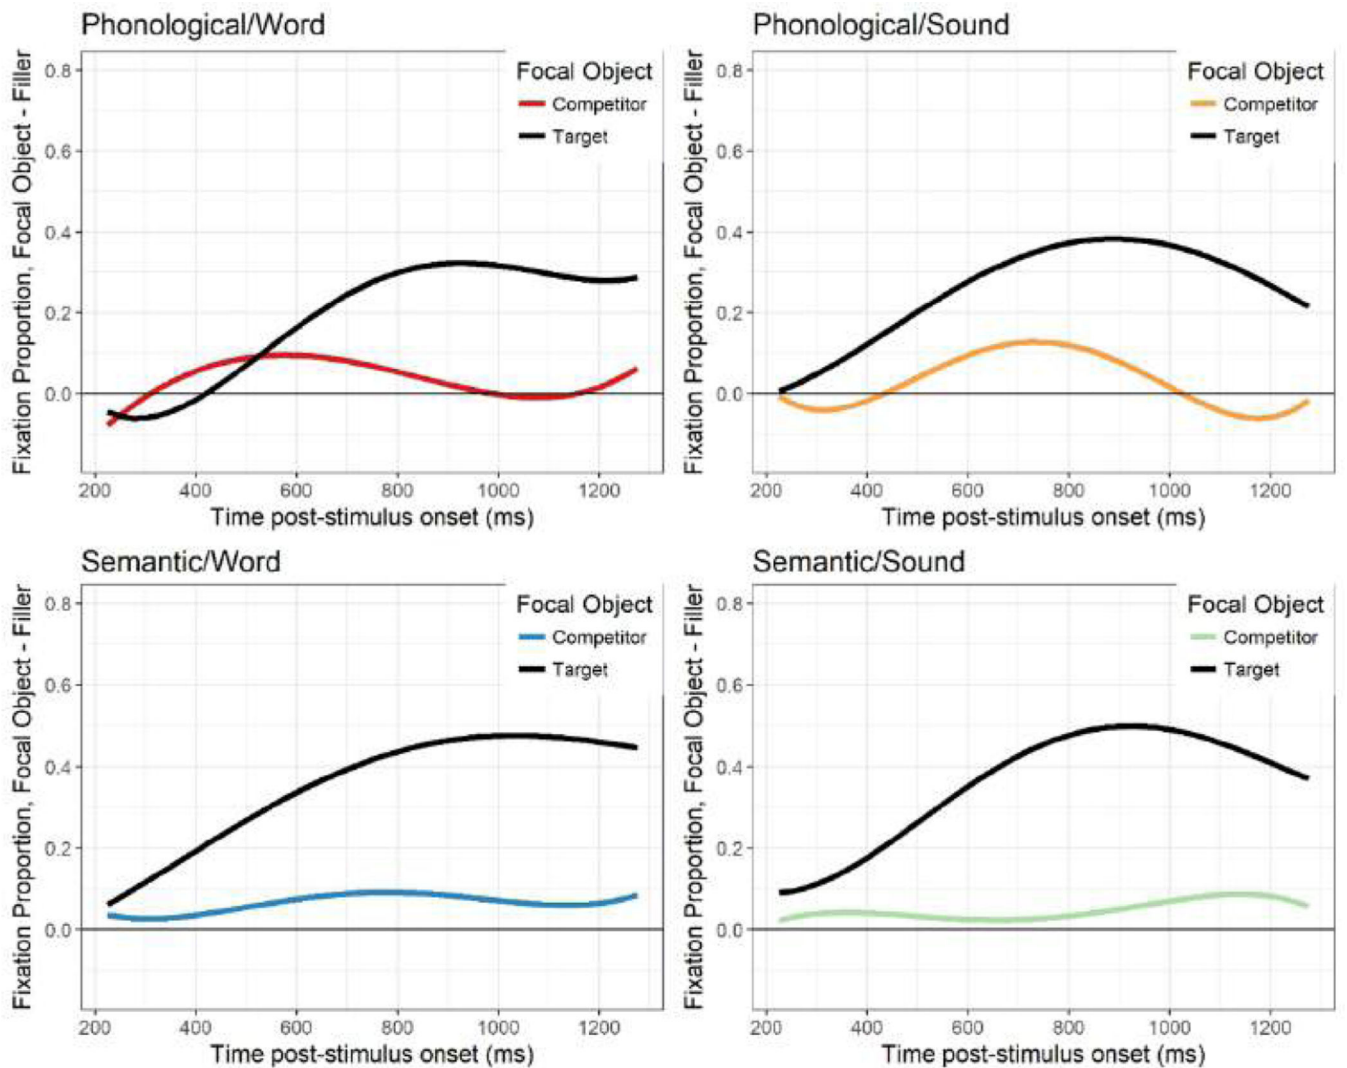 Phonological/Word
Fixation Proportion, Focal Object - Filler
0.8
0.6
0.4
0.2
0.0
Focal Object
Competitor
Target
200 400 600 800 1000 1200
Time post-stimulus onset (ms)
Phonological/Sound
Fixation Proportion, Focal Object - Filler
0.8
0.6
0.4
0.2
0.0
Focal Object
Competitor
Target
200 400 600 800 1000 1200
Time post-stimulus onset (ms)
Semantic/Word
Fixation Proportion, Focal Object - Filler
0.8
0.6
0.4
0.2
0.0
Focal Object
Competitor
Target
200 400 600 800 1000 1200
Time post-stimulus onset (ms)
Semantic/Sound
Fixation Proportion, Focal Object - Filler
0.8
0.6
0.4
0.2
0.0
Focal Object
Competitor
Target
200 400 600 800 1000 1200
Time post-stimulus onset (ms)